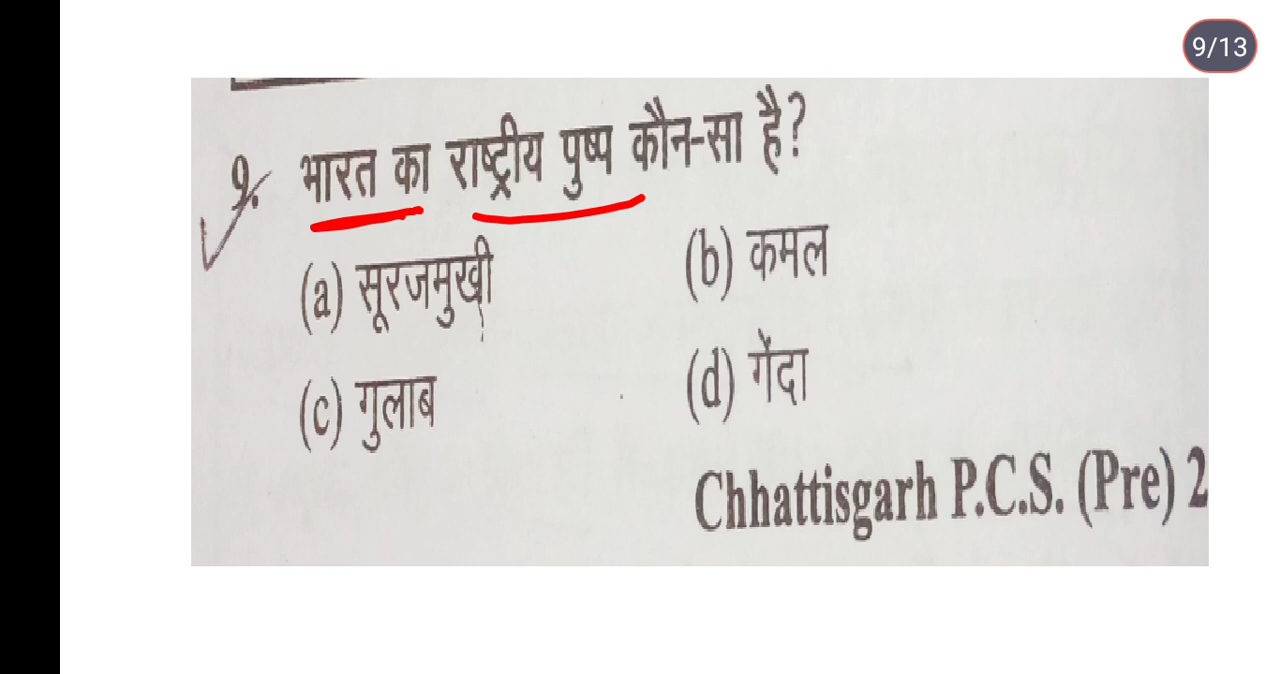 9/13
9. भारत का राष्ट्रीय पुष्प कौन-सा है?
(a) सूरजमुखी (b) कमल
(c) गुलाब (d) गेंदा
Chhattisgarh P.C.S. (Pre) 2